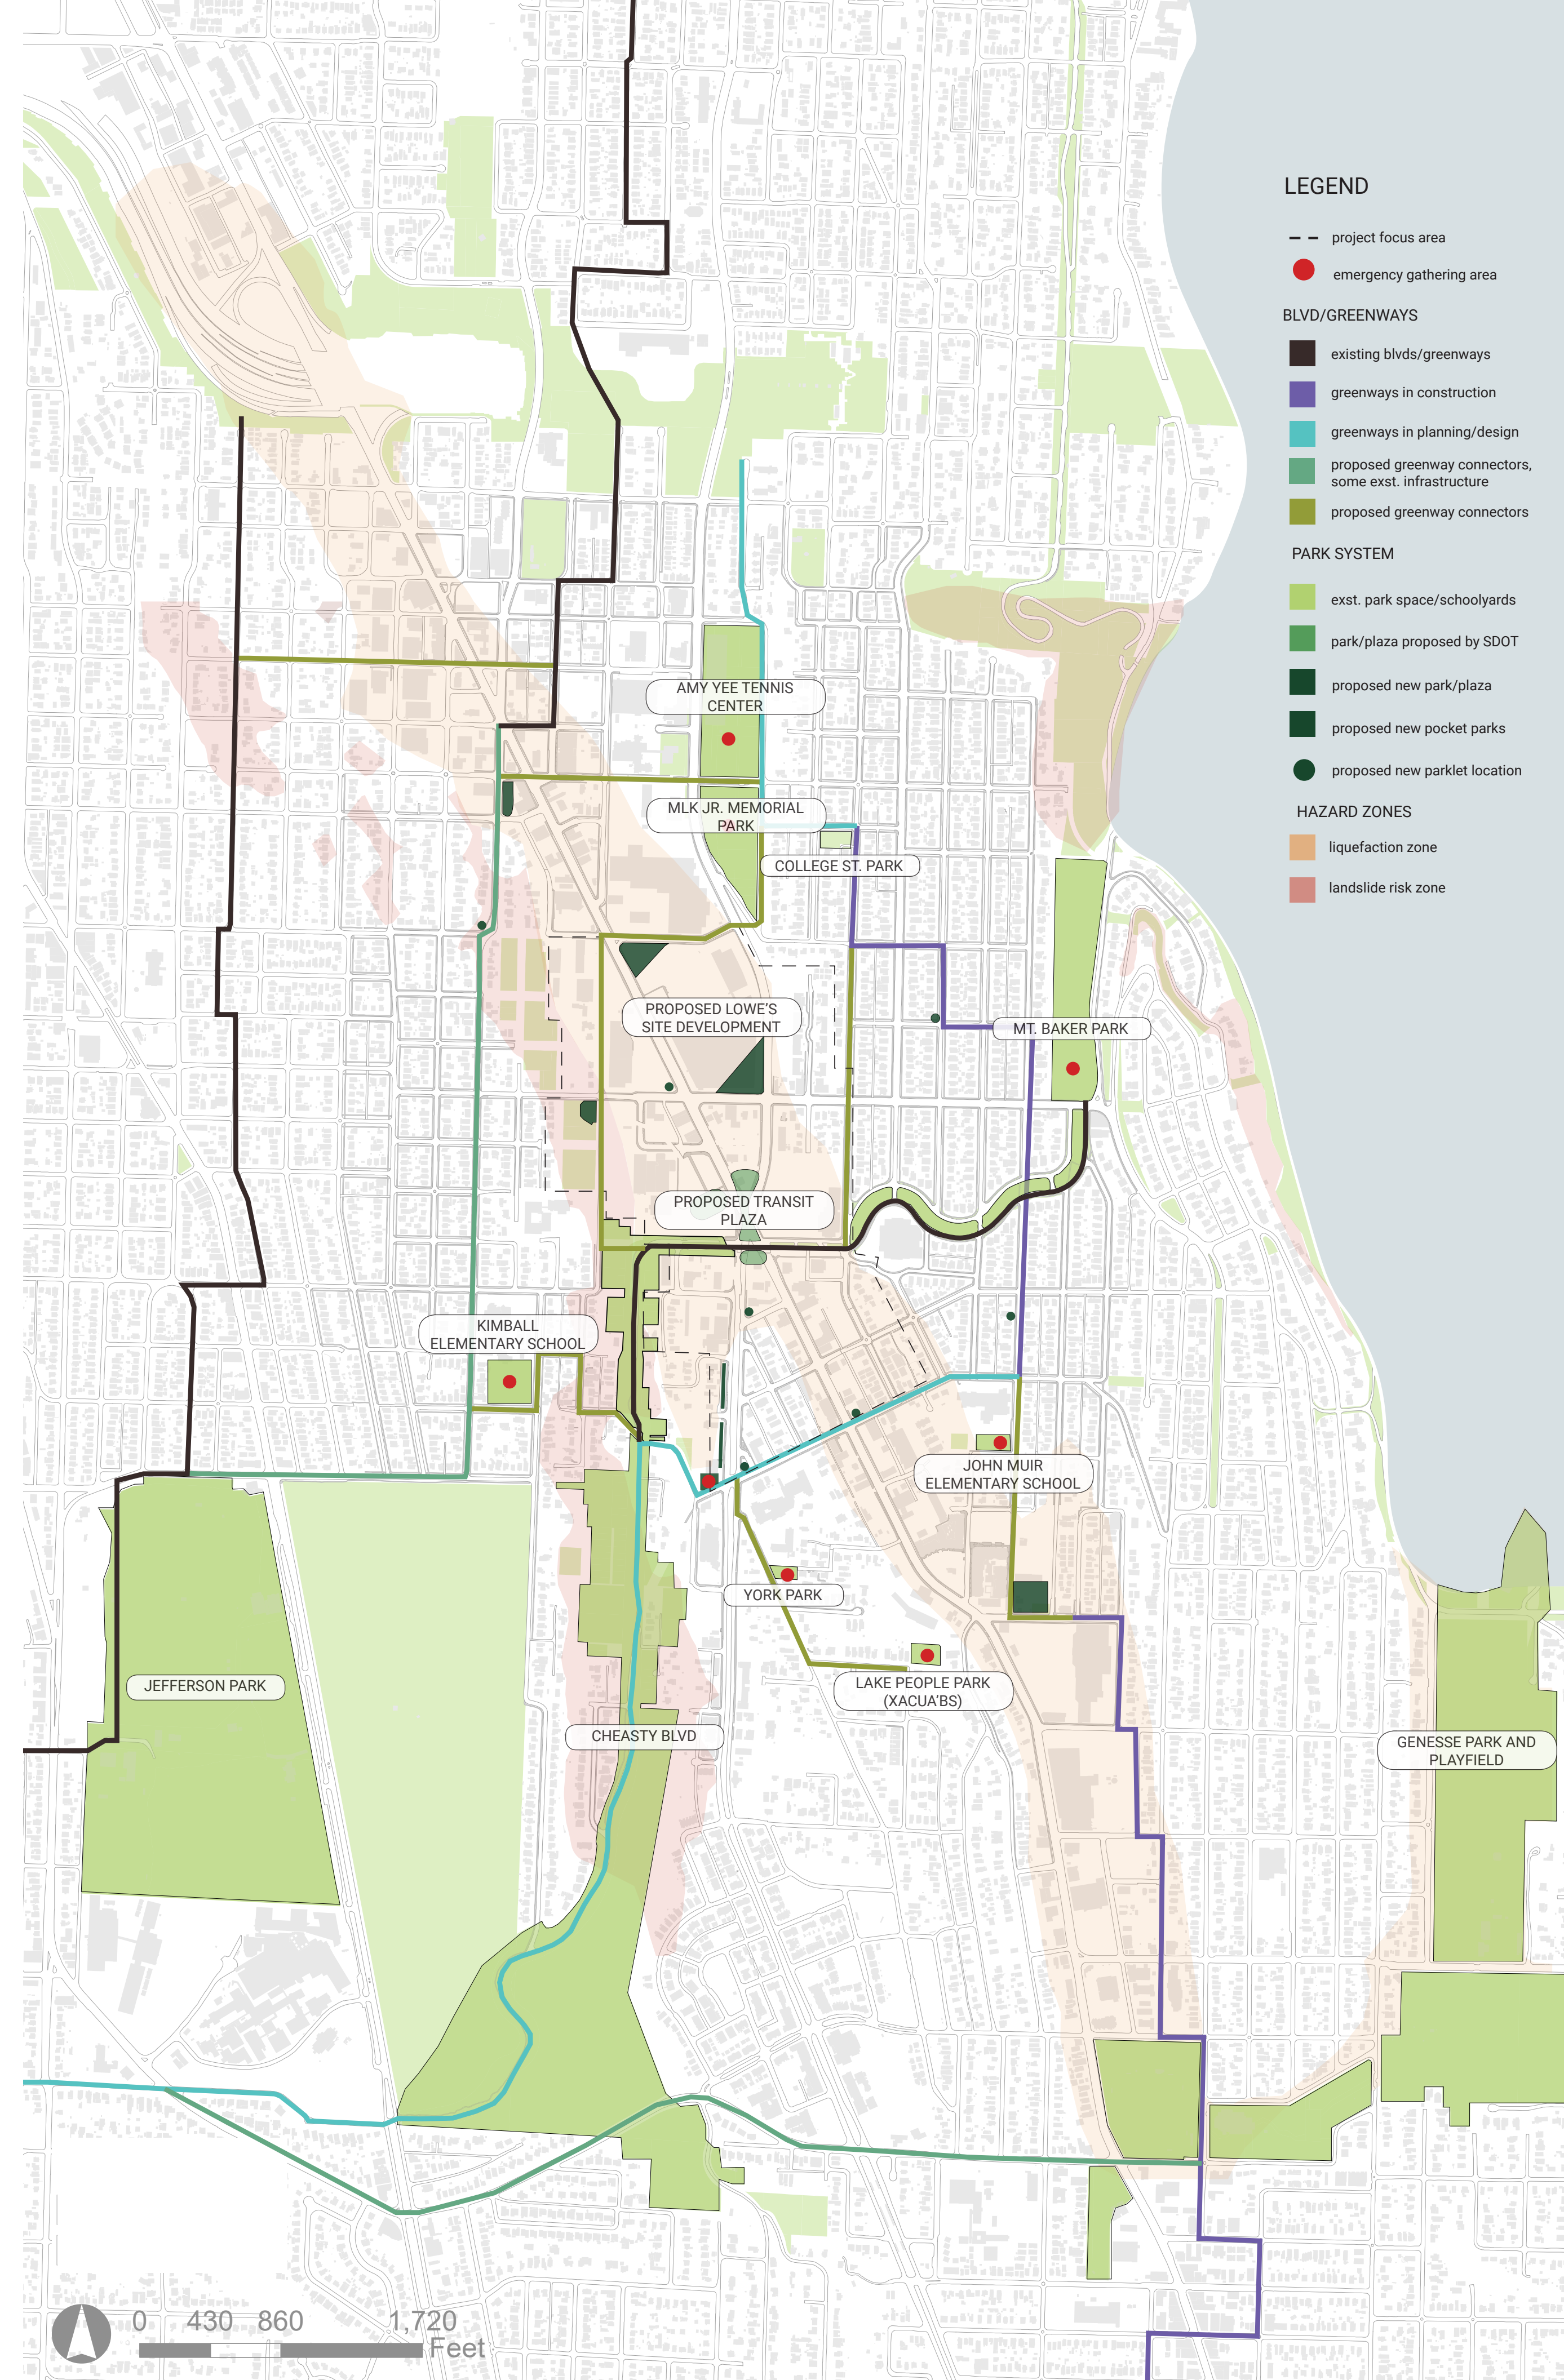 LEGEND
project focus area
emergency gathering area
BLVD/GREENWAYS
existing blvds/greenways
greenways in construction
greenways in planning/design
proposed greenway connectors,
some exst. infrastructure
proposed greenway connectors
PARK SYSTEM
exst. park space/schoolyards
park/plaza proposed by SDOT
proposed new park/plaza
proposed new pocket parks
proposed new parklet location
HAZARD ZONES
liquefaction zone
landslide risk zone
AMY YEE TENNIS
CENTER
MLK JR. MEMORIAL
PARK
COLLEGE ST. PARK
PROPOSED LOWE'S
SITE DEVELOPMENT
MT. BAKER PARK
PROPOSED TRANSIT
PLAZA
KIMBALL
ELEMENTARY SCHOOL
JOHN MUIR
ELEMENTARY SCHOOL
YORK PARK
LAKE PEOPLE PARK
(XACUA'BS)
JEFFERSON PARK
CHEASTY BLVD
GENESSE PARK AND
PLAYFIELD
0 430 860 1,720
Feet